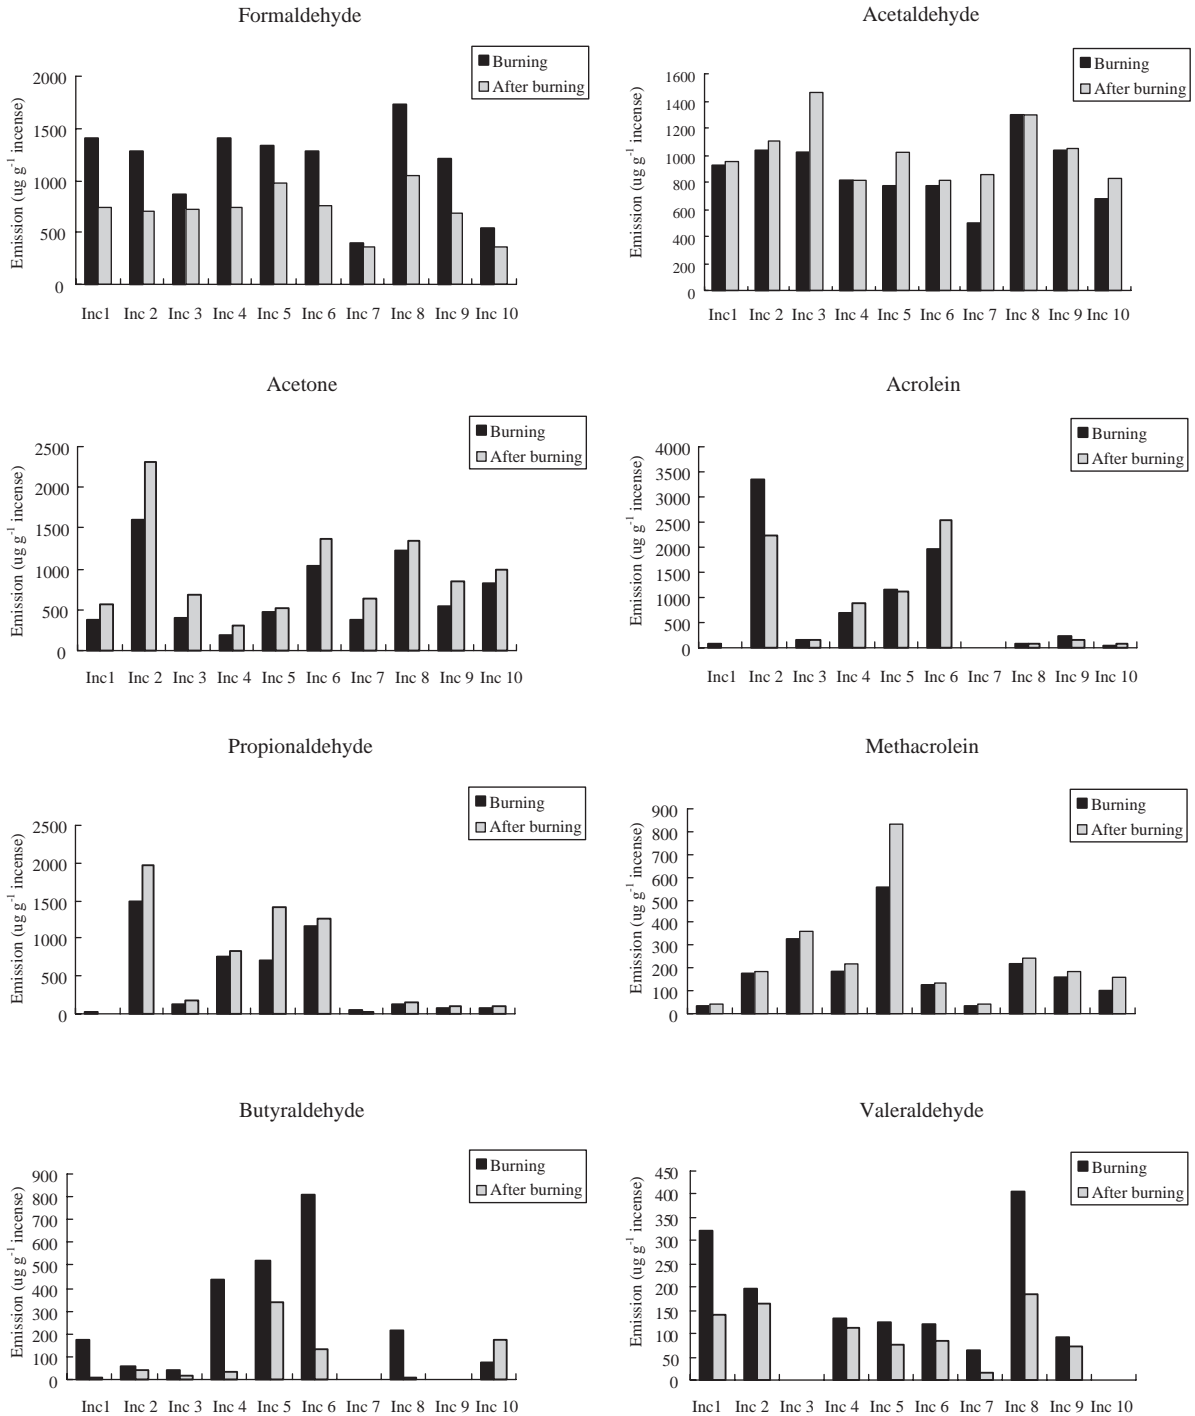 Formaldehyde
Burning
After burning
Emission (ug g-1 incense)
2000
1500
1000
500
0
Inc1 Inc 2 Inc 3 Inc 4 Inc 5 Inc 6 Inc 7 Inc 8 Inc 9 Inc 10
Acetaldehyde
Burning
After burning
Emission (ug g-1 incense)
1600
1400
1200
1000
800
600
400
200
0
Inc1 Inc 2 Inc 3 Inc 4 Inc 5 Inc 6 Inc 7 Inc 8 Inc 9 Inc 10
Acetone
Burning
After burning
Emission (ug g-1 incense)
2500
2000
1500
1000
500
0
Inc1 Inc 2 Inc 3 Inc 4 Inc 5 Inc 6 Inc 7 Inc 8 Inc 9 Inc 10
Acrolein
Burning
After burning
Emission (ug g-1 incense)
4000
3500
3000
2500
2000
1500
1000
500
0
Inc1 Inc 2 Inc 3 Inc 4 Inc 5 Inc 6 Inc 7 Inc 8 Inc 9 Inc 10
Propionaldehyde
Burning
After burning
Emission (ug g-1 incense)
2500
2000
1500
1000
500
0
Methacrolein
Burning
After burning
Emission (ug g-1 incense)
900
800
700
600
500
400
300
200
100
0
Butyraldehyde
Burning
After burning
Emission (ug g-1 incense)
900
800
700
600
500
400
300
200
100
0
Inc1 Inc 2 Inc 3 Inc 4 Inc 5 Inc 6 Inc 7 Inc 8 Inc 9 Inc 10
Valeraldehyde
Burning
After burning
Emission (ug g-1 incense)
450
400
350
300
250
200
150
100
50
0
Inc1 Inc 2 Inc 3 Inc 4 Inc 5 Inc 6 Inc 7 Inc 8 Inc 9 Inc 10